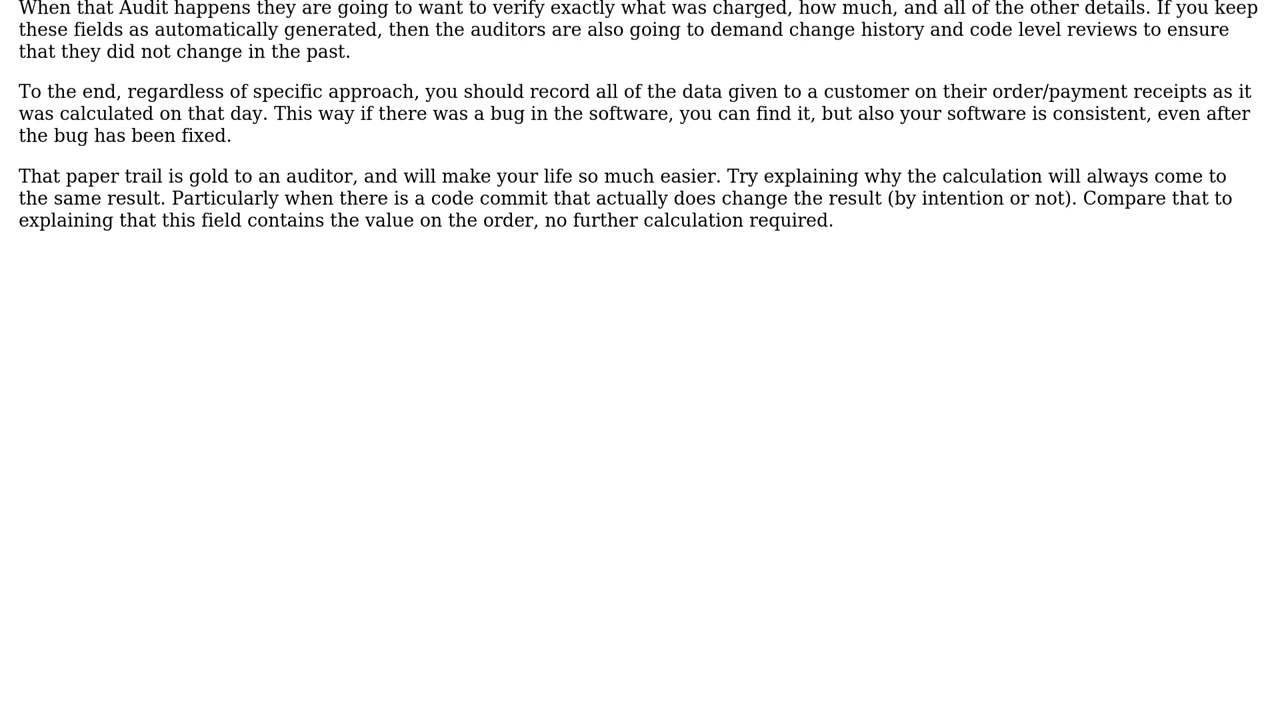 When that Audit happens they are going to want to verify exactly what was charged, how much, and all of the other details. If you keep
these fields as automatically generated, then the auditors are also going to demand change history and code level reviews to ensure
that they did not change in the past.
To the end, regardless of specific approach, you should record all of the data given to a customer on their order/payment receipts as it
was calculated on that day. This way if there was a bug in the software, you can find it, but also your software is consistent, even after
the bug has been fixed.
That paper trail is gold to an auditor, and will make your life so much easier. Try explaining why the calculation will always come to
the same result. Particularly when there is a code commit that actually does change the result (by intention or not). Compare that to
explaining that this field contains the value on the order, no further calculation required.